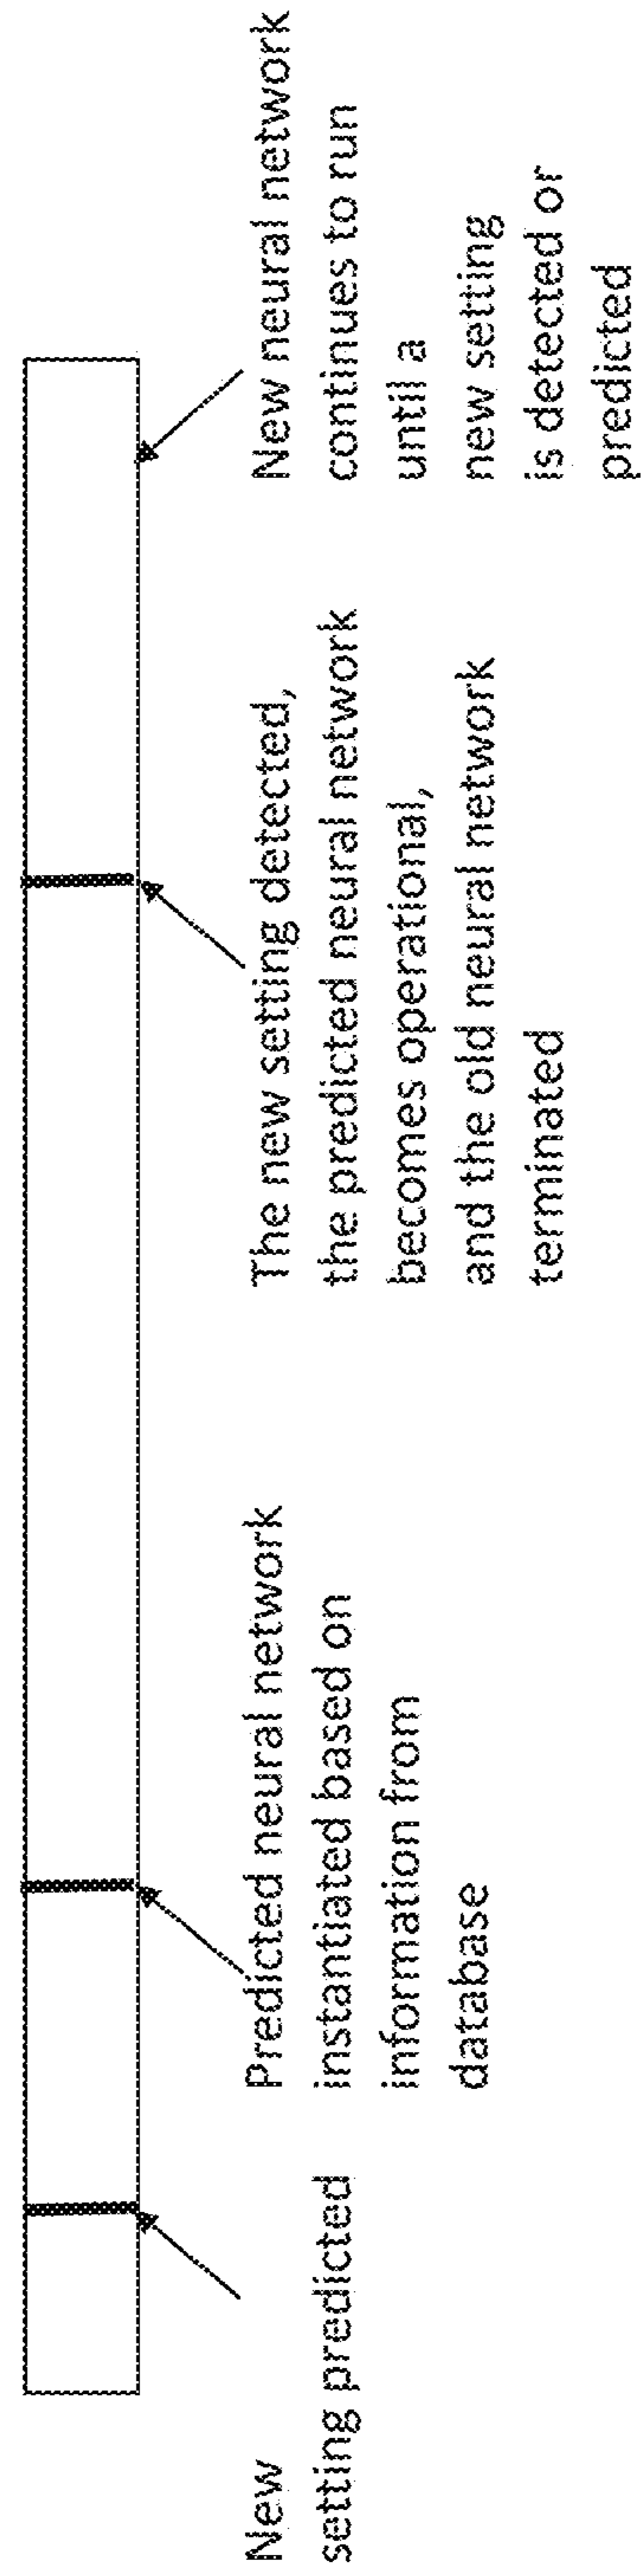 New
setting predicted
Predicted neural network
instantiated based on
information from
database
The new setting detected,
the predicted neural network
becomes operational,
and the old neural network
terminated
New neural network
continues to run
until a
new setting
is detected or
predicted